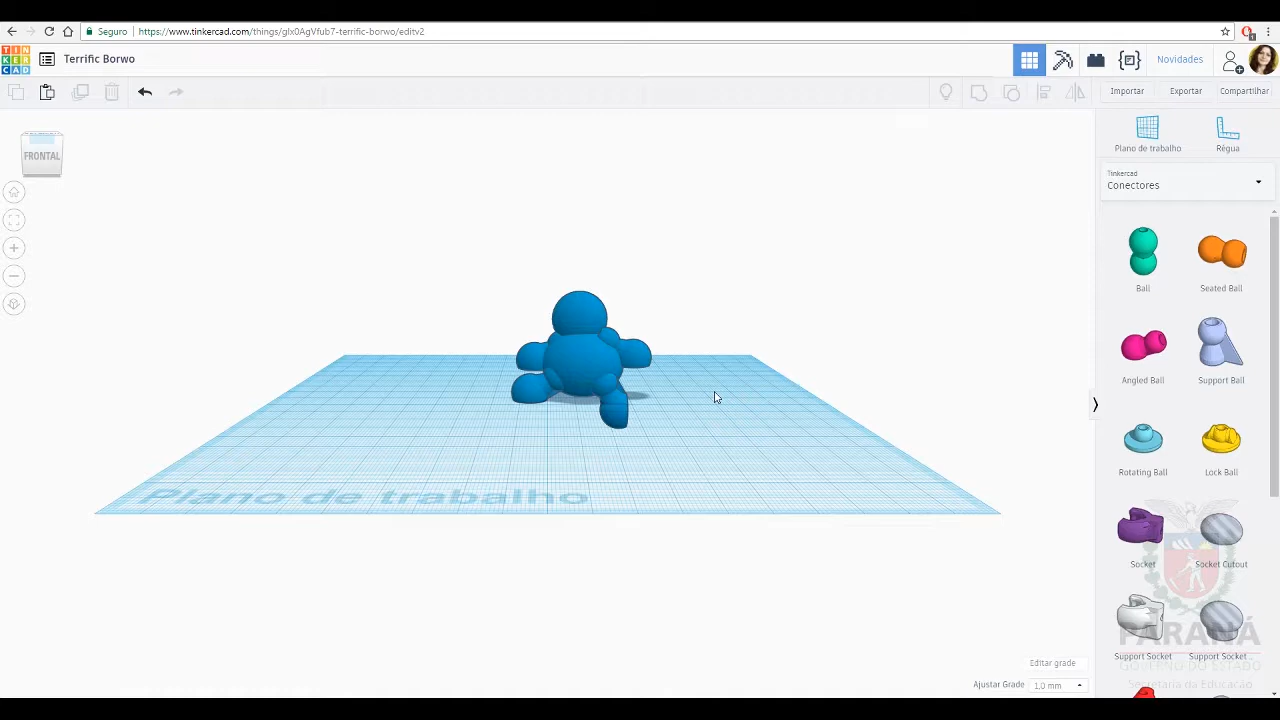 Seguro
https://www.tinkercad.com/things/glx0AgVfub7-terrific-borwo/editv2
TIN
KER
CAD
Terrific Borwo
Novidades
Importar
Exportar
Compartilhar
FRONTAL
Plano de trabalho
Régua
Tinkercad
Conectores
Ball
Seated Ball
Angled Ball
Support Ball
Rotating Ball
Lock Ball
Plano de trabalho
Socket
Socket Cutout
PARANÁ
Support Socket
Support Socket
GOVERNO DO ESTADO
Secretaria da Educação
Editar grade
Ajustar Grade
1,0 mm